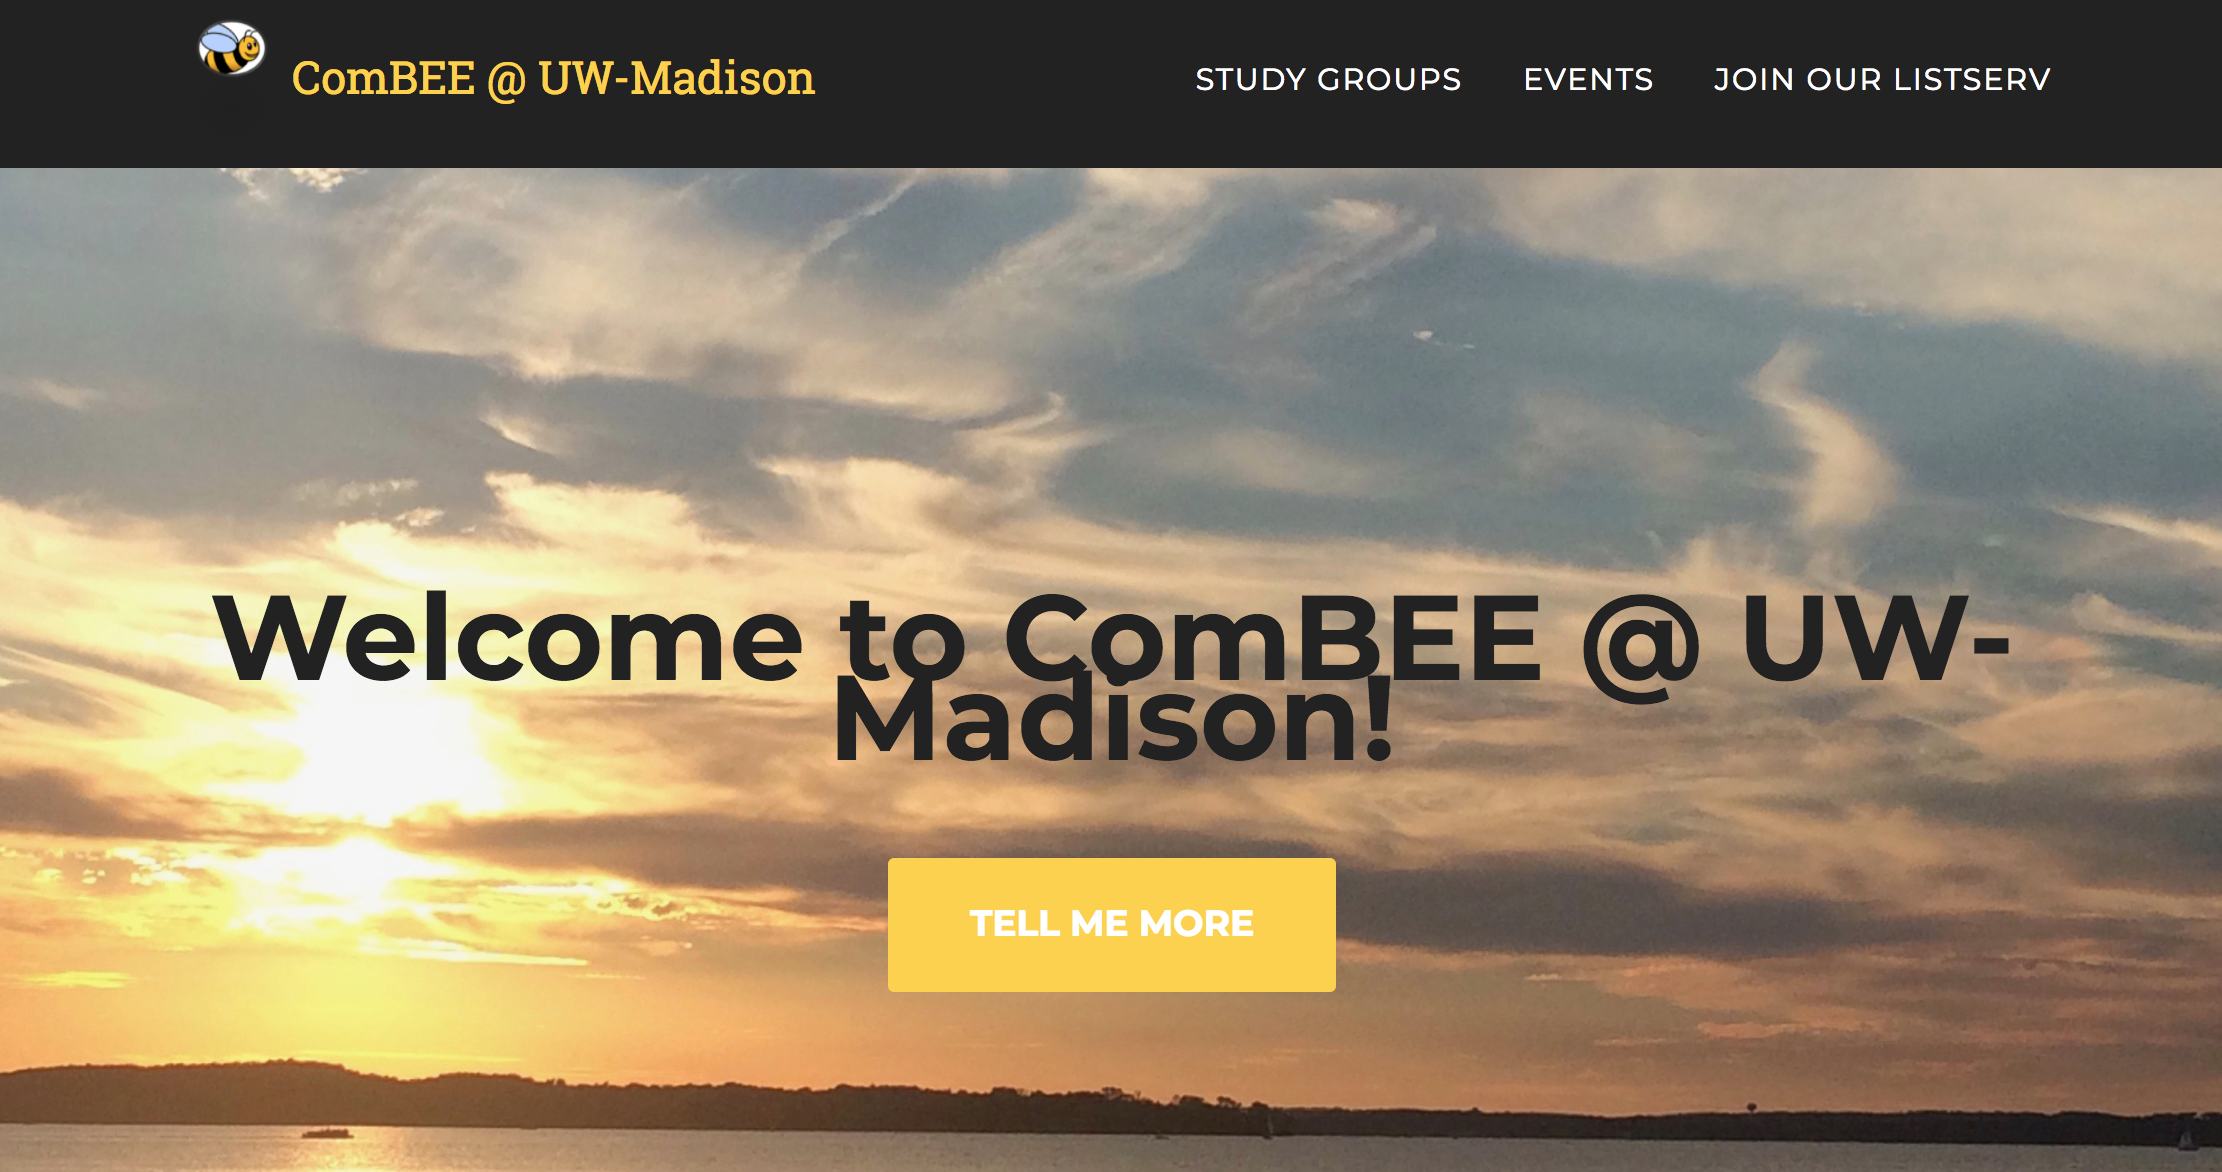 ComBEE @ UW-Madison
STUDY GROUPS
EVENTS
JOIN OUR LISTSERV
Welcome to ComBEE @ UW-
Madison!
TELL ME MORE